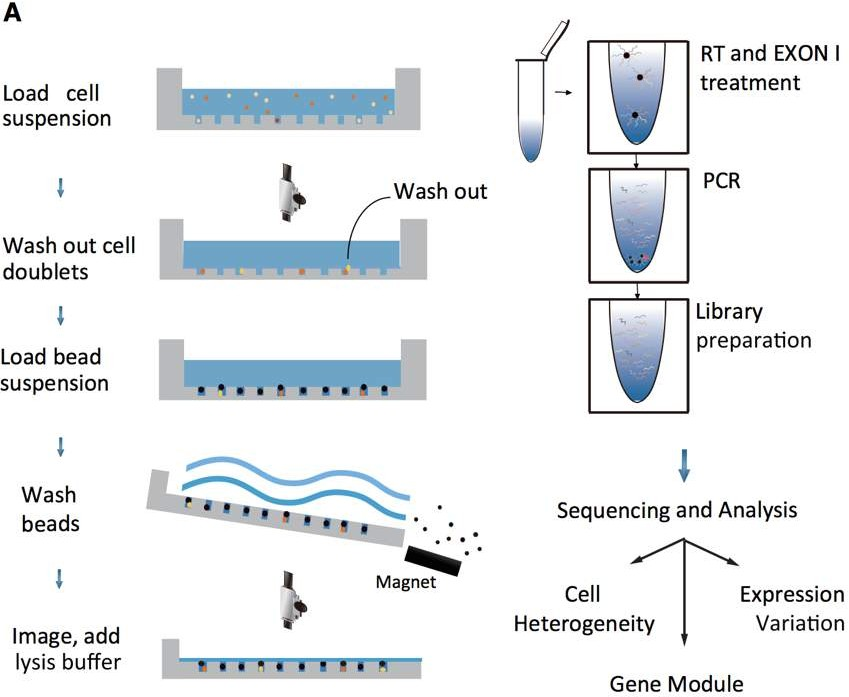 A
Load cell
suspension
Wash out
Wash out cell
doublets
Load bead
suspension
Wash
beads
Magnet
Image, add
lysis buffer
RT and EXON I
treatment
PCR
Library
preparation
Sequencing and Analysis
Cell
Heterogeneity
Expression
Variation
Gene Module